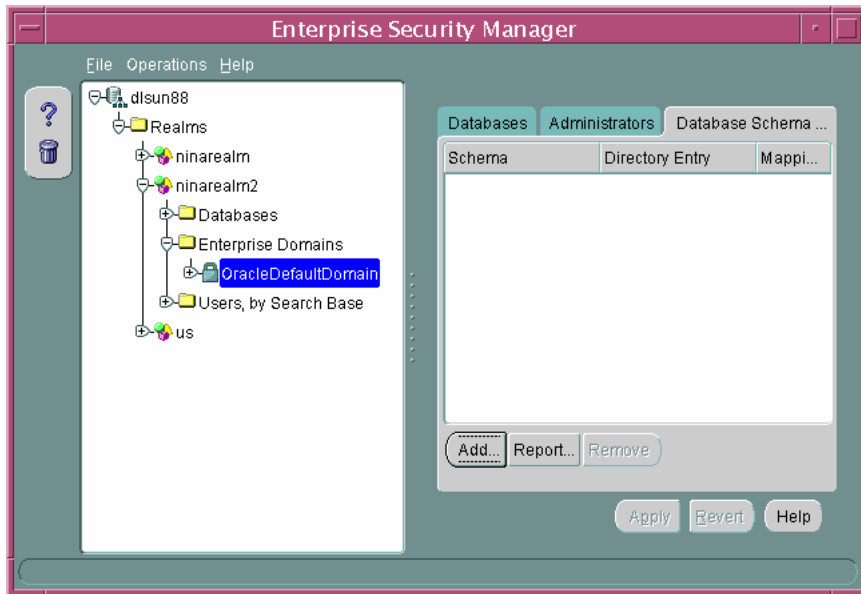 Enterprise Security Manager
File Operations Help
?
dlsun88
Realms
ninarealm
ninarealm2
Databases
Enterprise Domains
OracleDefaultDomain
Users, by Search Base
us
Databases Administrators Database Schema ...
Schema Directory Entry Mappi...
Add... Report... Remove
Apply Revert Help